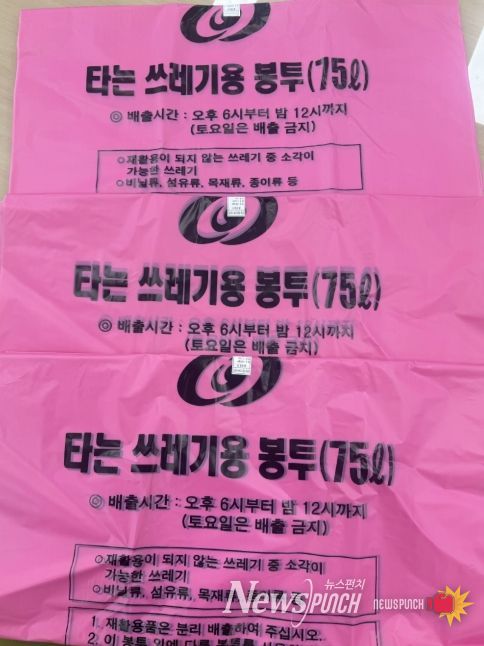 타는 쓰레기용 봉투(75ℓ)
◎ 배출시간 : 오후 6시부터 밤 12시까지
(토요일은 배출 금지)
○재활용이 되지 않는 쓰레기 중 소각이
가능한 쓰레기
○비닐류, 섬유류, 목재류, 종이류 등
타는 쓰레기용 봉투(75ℓ)
◎ 배출시간 : 오후 6시부터 밤 12시까지
(토요일은 배출 금지)
타는 쓰레기용 봉투(75ℓ)
◎ 배출시간 : 오후 6시부터 밤 12시까지
(토요일은 배출 금지)
○재활용이 되지 않는 쓰레기 중 소각이
가능한 쓰레기
○비닐류, 섬유류, 목재류,
뉴스펀치
NewsPUNCH NEWSPUNCH
1. 재활용품은 분리 배출하여 주십시오.
2. 이 봉투 안에 다른